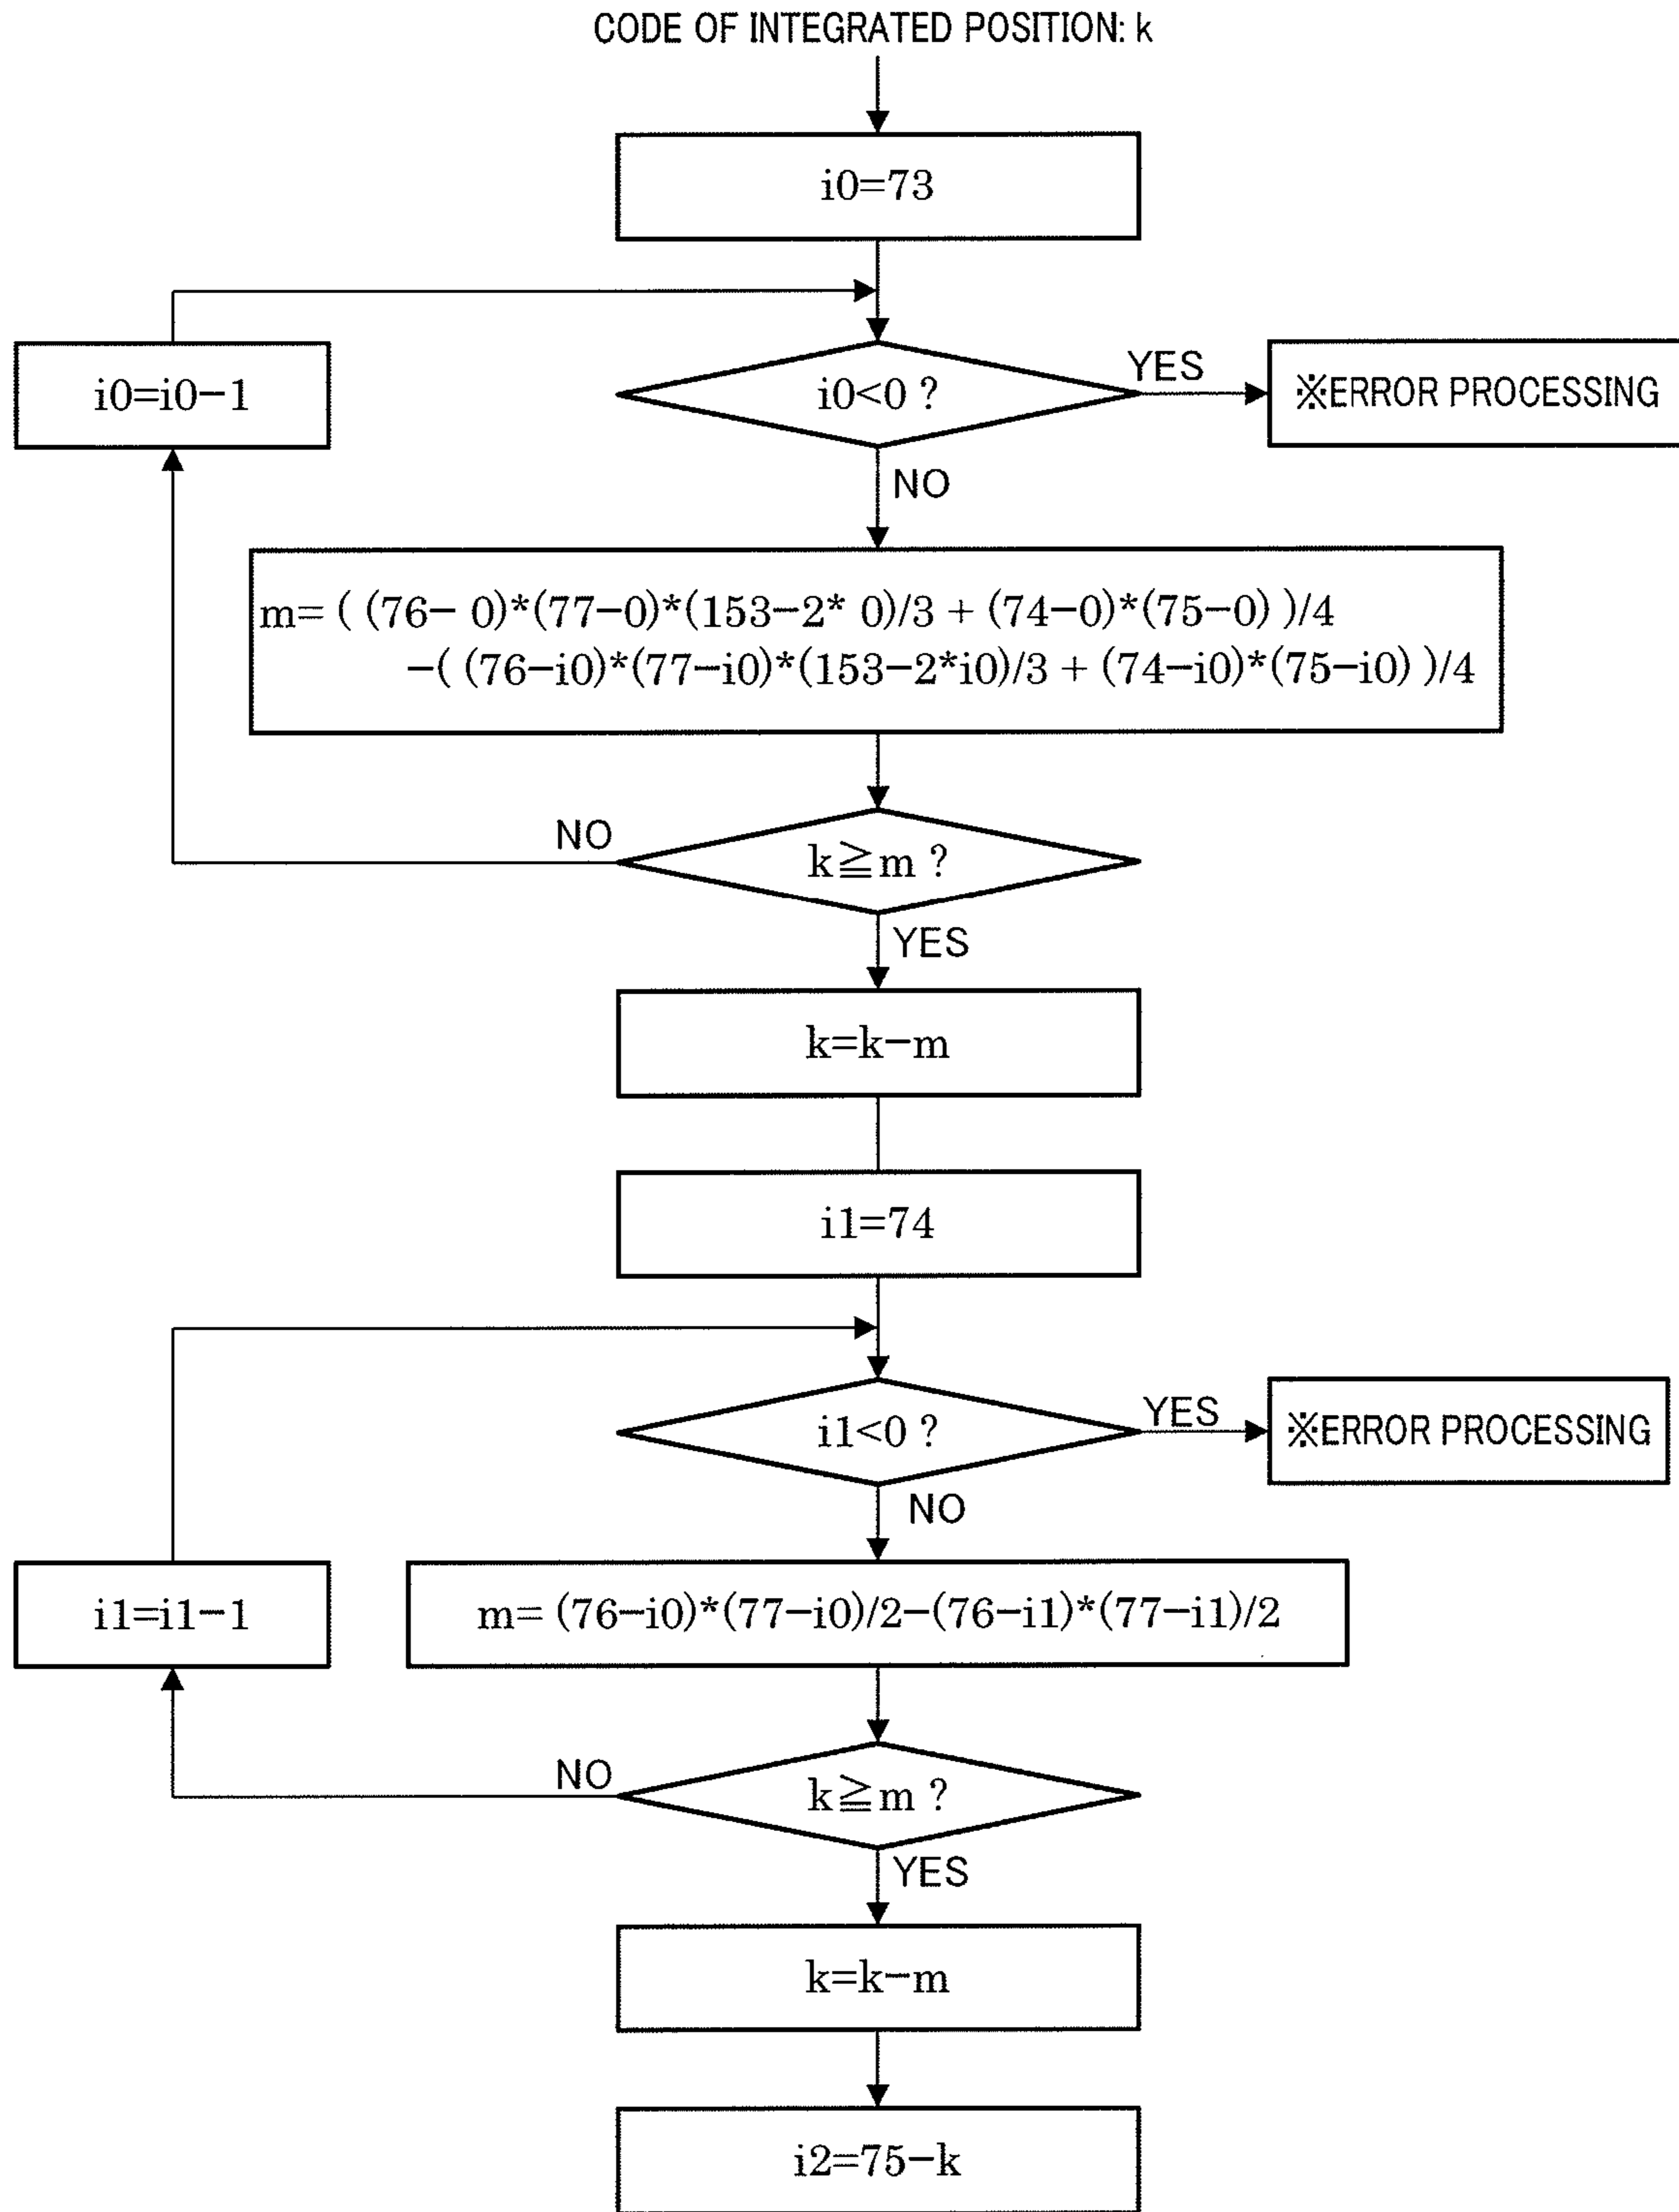 CODE OF INTEGRATED POSITION: k
i0=73
i0=i0-1
i0<0 ?
YES
※ERROR PROCESSING
NO
m= ( (76- 0)*(77-0)*(153-2* 0)/3 + (74-0)*(75-0) )/4
-( (76-i0)*(77-i0)*(153-2*i0)/3 + (74-i0)*(75-i0) )/4
NO
k≧m ?
YES
k=k-m
i1=74
i1<0 ?
YES
※ERROR PROCESSING
NO
i1=i1-1
m= (76-i0)*(77-i0)/2-(76-i1)*(77-i1)/2
NO
k≧m ?
YES
k=k-m
i2=75-k